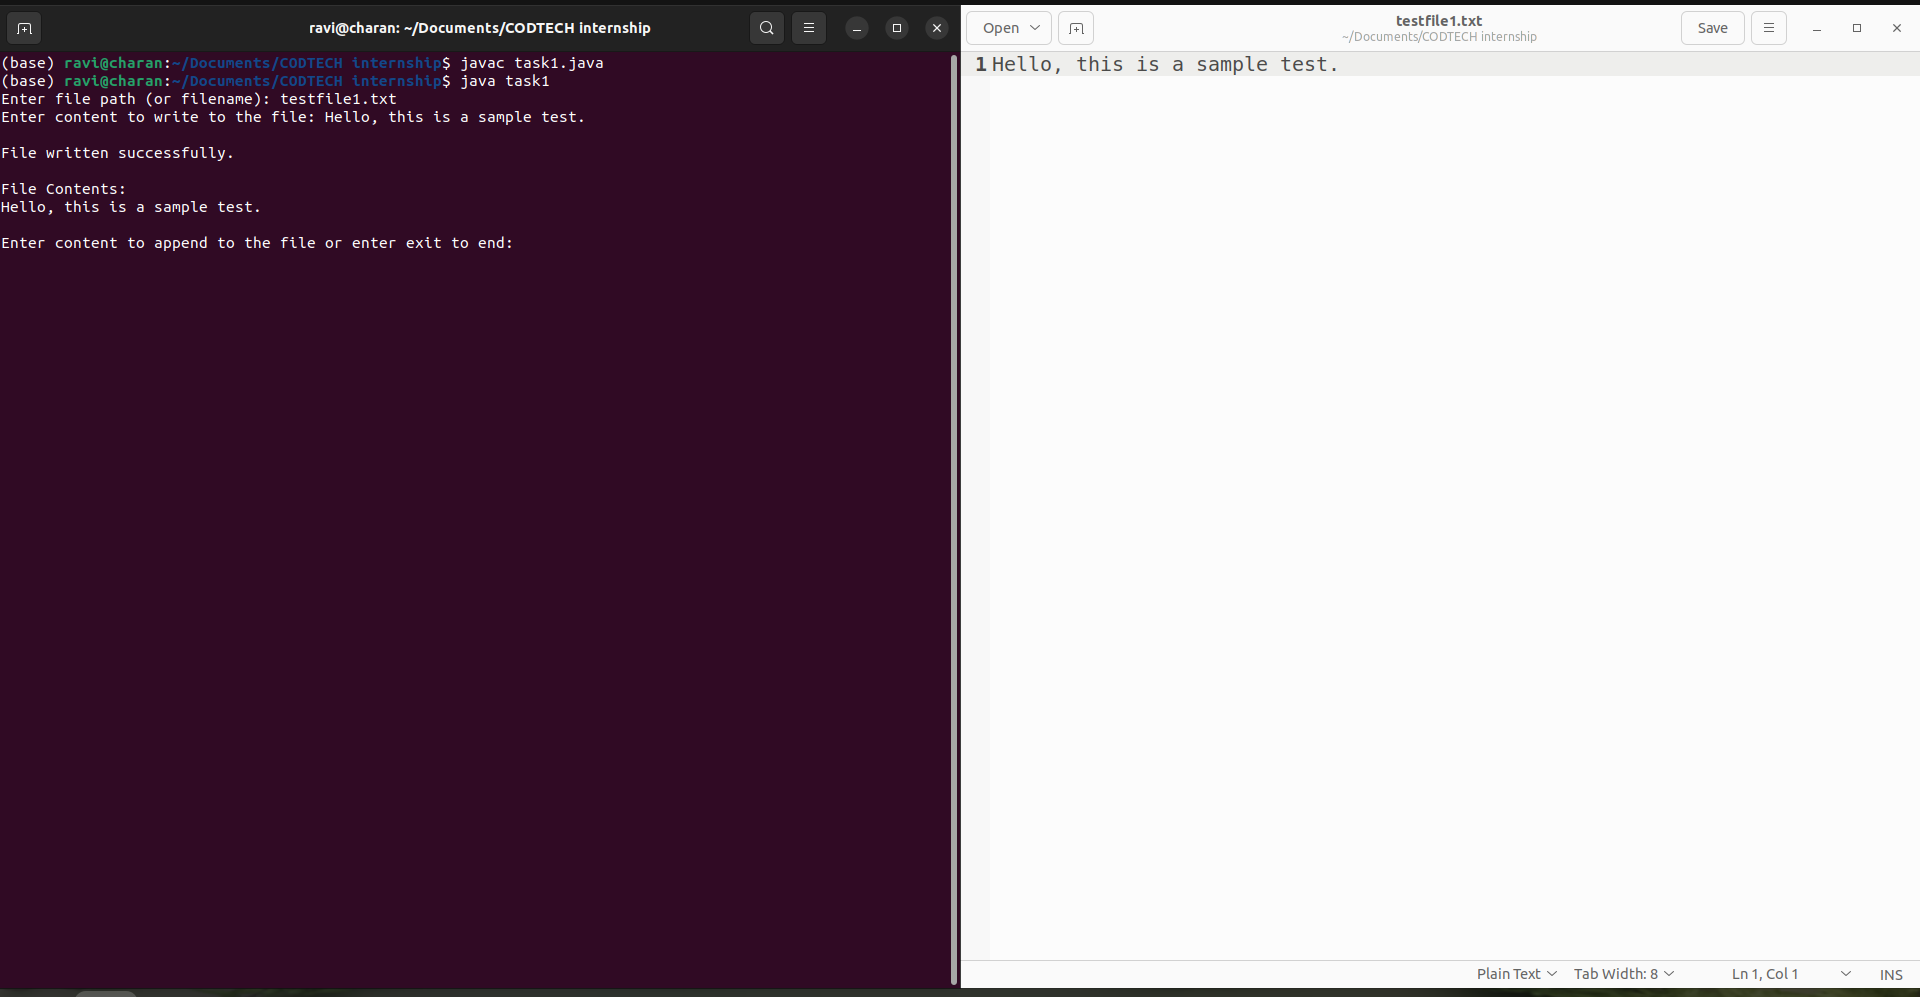 ravi@charan: ~/Documents/CODTECH internship
(base) ravi@charan:~/Documents/CODTECH internship$ javac task1.java
(base) ravi@charan:~/Documents/CODTECH internship$ java task1
Enter file path (or filename): testfile1.txt
Enter content to write to the file: Hello, this is a sample test.
File written successfully.
File Contents:
Hello, this is a sample test.
Enter content to append to the file or enter exit to end:
Open
testfile1.txt
~/Documents/CODTECH internship
Save
1 Hello, this is a sample test.
Plain Text Tab Width: 8 Ln 1, Col 1 INS